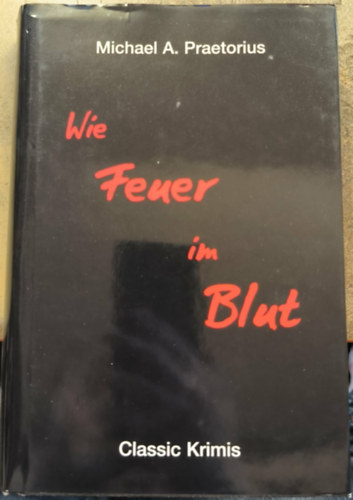 Michael A. Praetorius
Wie
Feuer
im
Blut
Classic Krimis